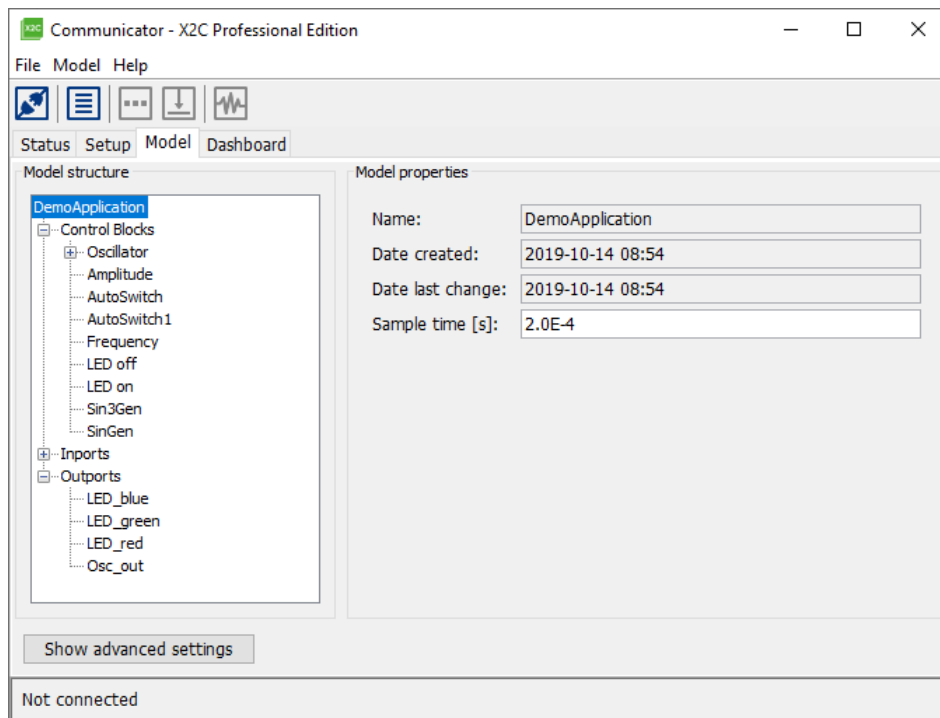 X2C Communicator - X2C Professional Edition
File Model Help
Status Setup Model Dashboard
Model structure
DemoApplication
Control Blocks
Oscillator
Amplitude
AutoSwitch
AutoSwitch1
Frequency
LED off
LED on
Sin3Gen
SinGen
Inports
Outports
LED_blue
LED_green
LED_red
Osc_out
Model properties
Name: DemoApplication
Date created: 2019-10-14 08:54
Date last change: 2019-10-14 08:54
Sample time [s]: 2.0E-4
Show advanced settings
Not connected